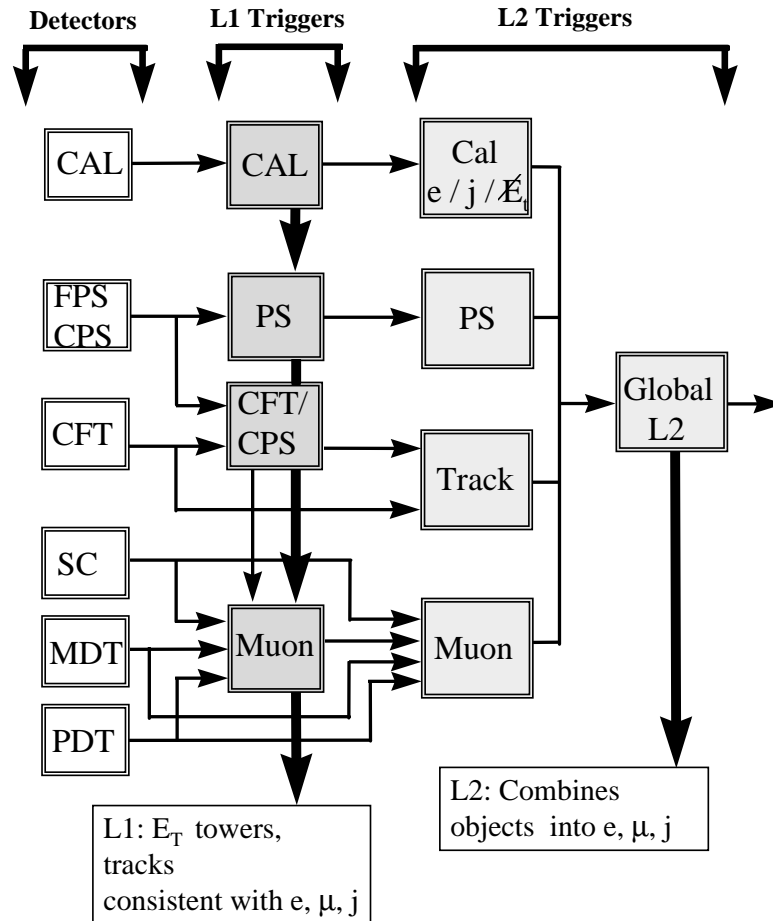 Detectors
L1 Triggers
L2 Triggers
CAL
CAL
Cal
e / j / E̸t
FPS
CPS
PS
PS
CFT
CFT/
CPS
Track
Global
L2
SC
MDT
PDT
Muon
Muon
L1: ET towers,
tracks
consistent with e, μ, j
L2: Combines
objects into e, μ, j